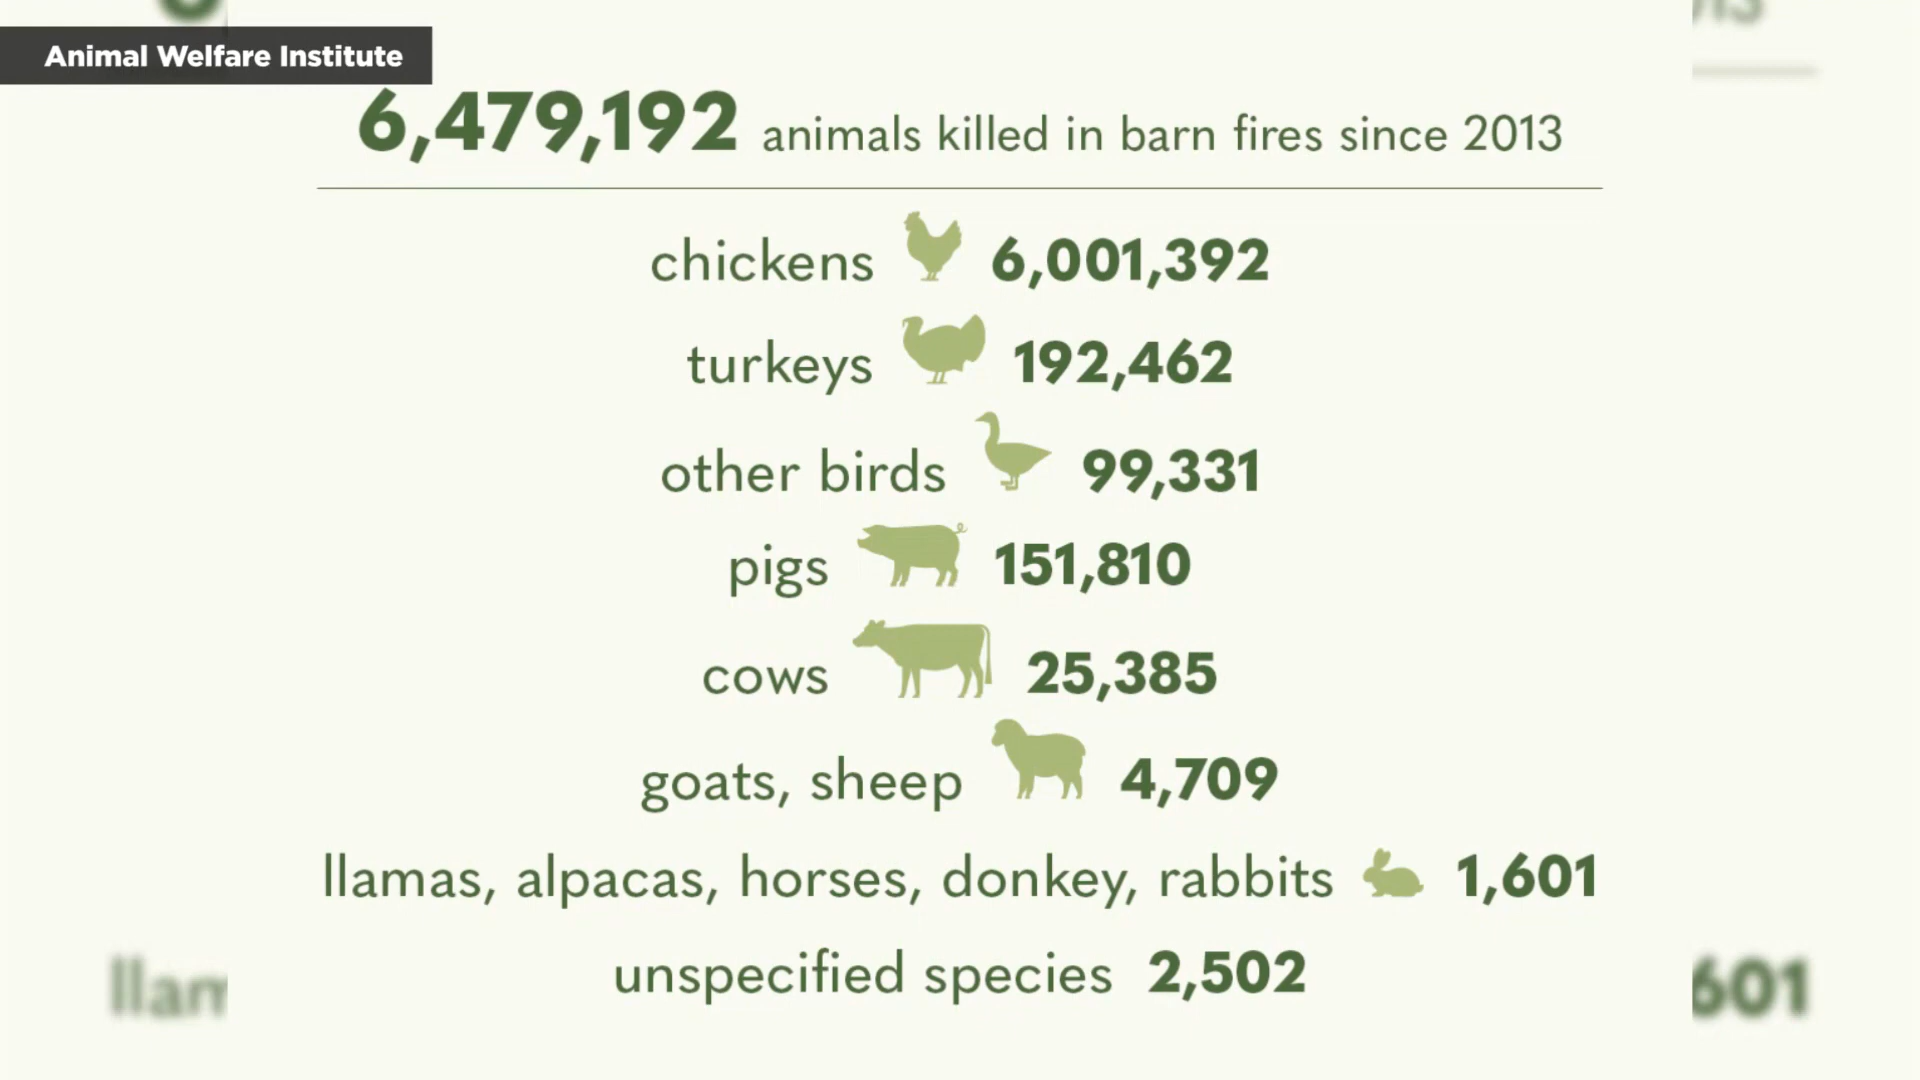 Animal Welfare Institute
6,479,192 animals killed in barn fires since 2013
chickens 6,001,392
turkeys 192,462
other birds 99,331
pigs 151,810
cows 25,385
goats, sheep 4,709
llamas, alpacas, horses, donkey, rabbits 1,601
unspecified species 2,502
llam
601